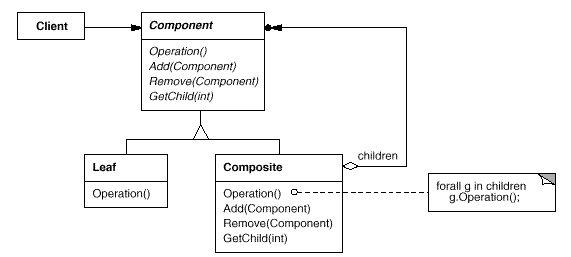 Client
Component
Operation()
Add(Component)
Remove(Component)
GetChild(int)
Leaf
Operation()
Composite
Operation()
Add(Component)
Remove(Component)
GetChild(int)
children
forall g in children
g.Operation();